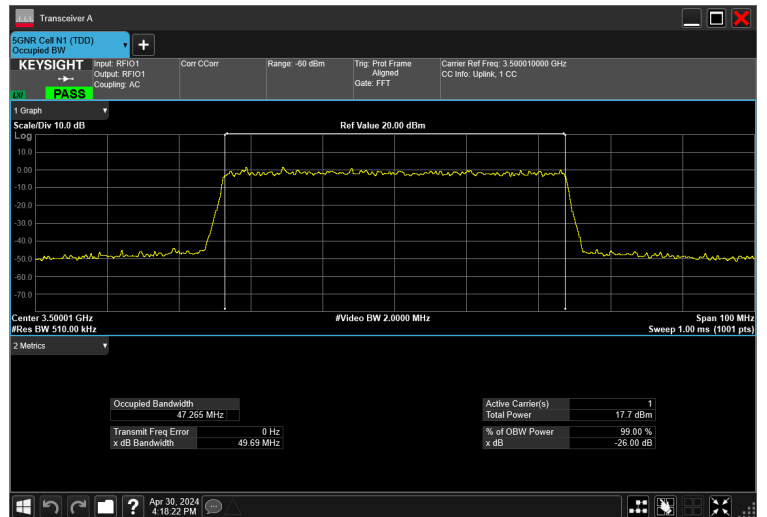 Transceiver A
5GNR Cell N1 (TDD)
Occupied BW
KEYSIGHT
LXI
PASS
Input: RFIO1
Output: RFIO1
Coupling: AC
Corr CCorr
Range: -60 dBm
Trig: Prot Frame
Aligned
Gate: FFT
Carrier Ref Freq: 3.500010000 GHz
CC Info: Uplink, 1 CC
1 Graph
Scale/Div 10.0 dB
Ref Value 20.00 dBm
Log
10.0
0.00
-10.0
-20.0
-30.0
-40.0
-50.0
-60.0
-70.0
Center 3.50001 GHz
#Video BW 2.0000 MHz
Span 100 MHz
#Res BW 510.00 kHz
Sweep 1.00 ms (1001 pts)
2 Metrics
Occupied Bandwidth
47.265 MHz
Transmit Freq Error 0 Hz
x dB Bandwidth 49.69 MHz
Active Carrier(s) 1
Total Power 17.7 dBm
% of OBW Power 99.00 %
x dB -26.00 dB
Apr 30, 2024
4:18:22 PM